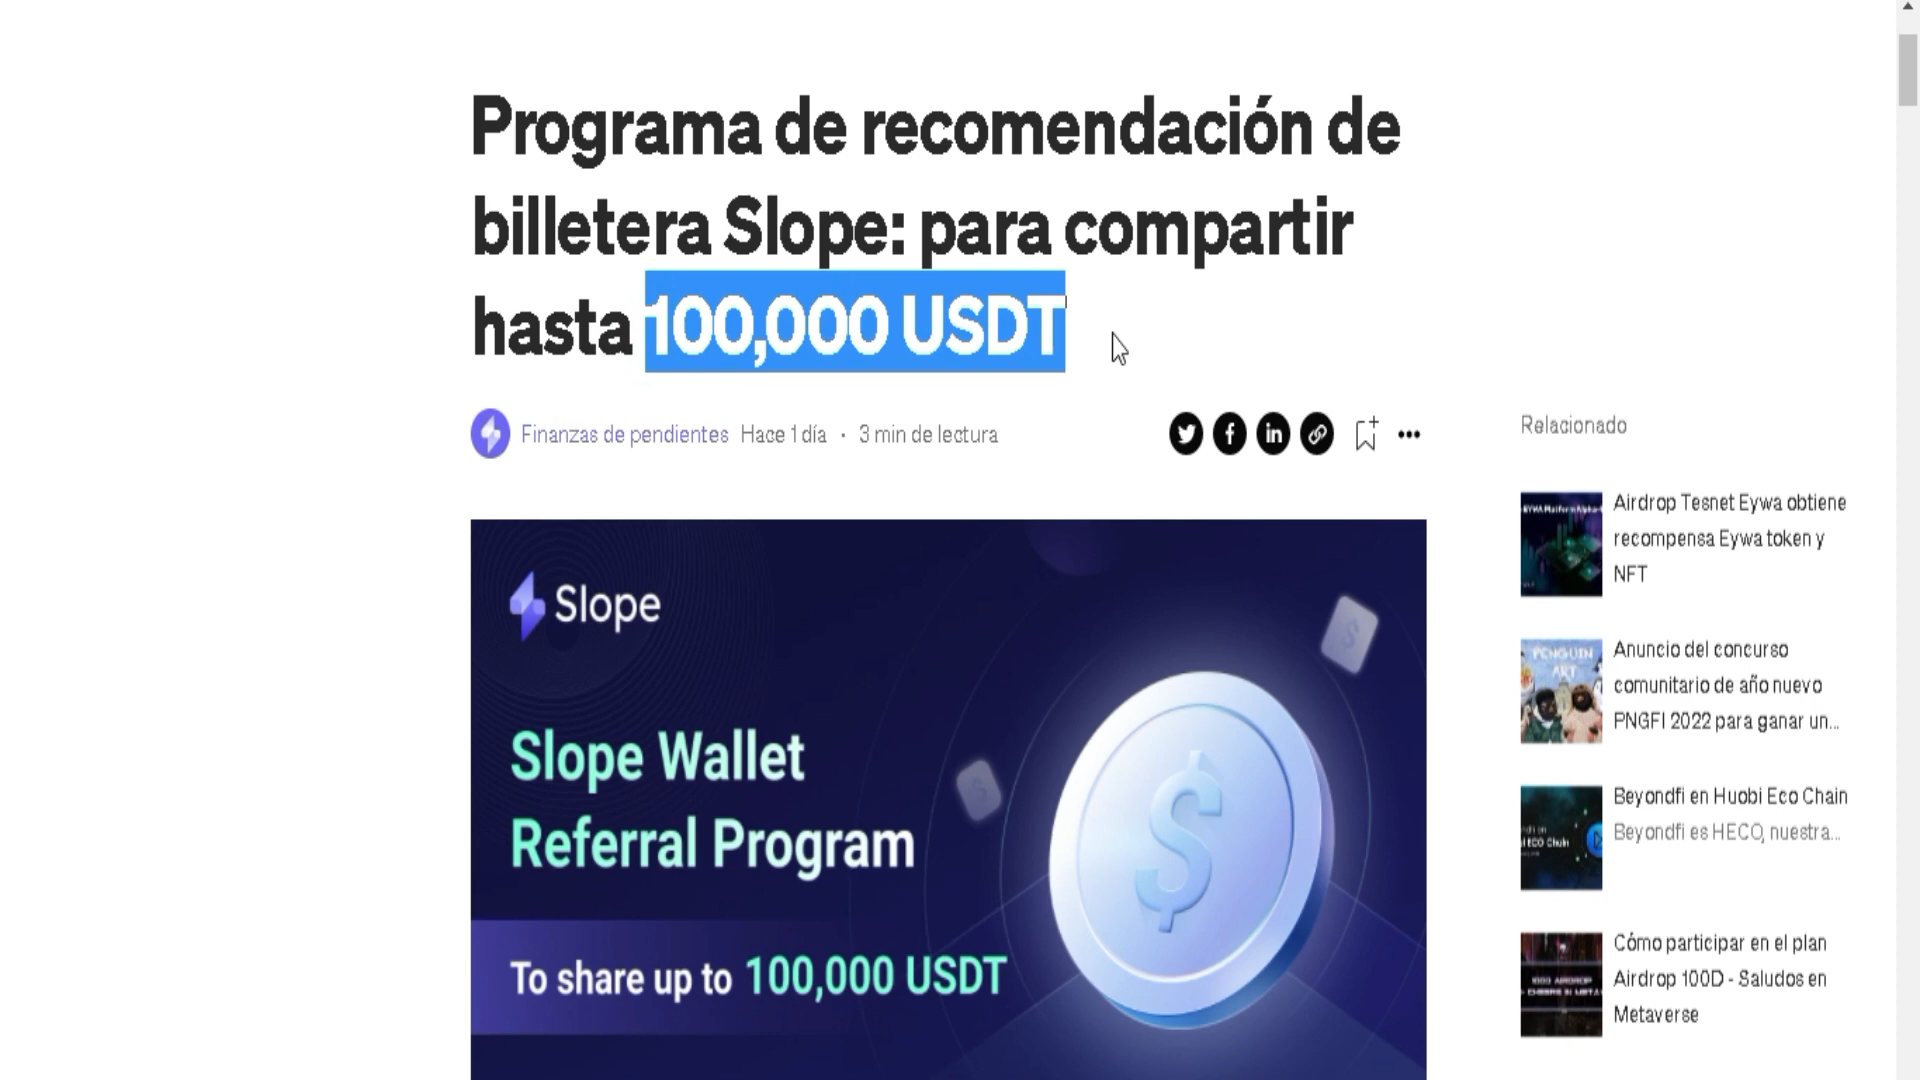 Programa de recomendación de
billetera Slope: para compartir
hasta 100,000 USDT
Finanzas de pendientes Hace 1 día · 3 min de lectura
Relacionado
Airdrop Tesnet Eywa obtiene
recompensa Eywa token y
NFT
PENGUIN
ART
Anuncio del concurso
comunitario de año nuevo
PNGFI 2022 para ganar un...
Beyondfi en Huobi Eco Chain
Beyondfi es HECO, nuestra...
Cómo participar en el plan
Airdrop 100D - Saludos en
Metaverse
Slope
Slope Wallet
Referral Program
To share up to 100,000 USDT